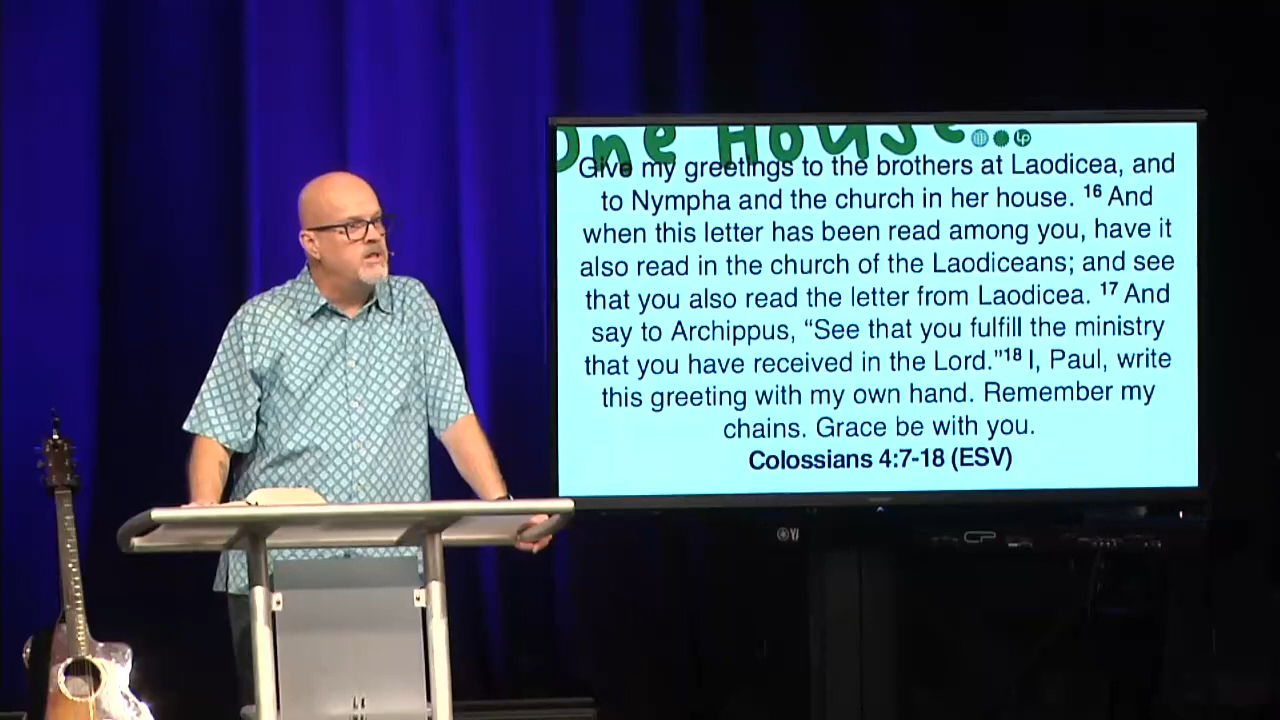 One House
Give my greetings to the brothers at Laodicea, and
to Nympha and the church in her house. 16 And
when this letter has been read among you, have it
also read in the church of the Laodiceans; and see
that you also read the letter from Laodicea. 17 And
say to Archippus, “See that you fulfill the ministry
that you have received in the Lord.”18 I, Paul, write
this greeting with my own hand. Remember my
chains. Grace be with you.
Colossians 4:7-18 (ESV)